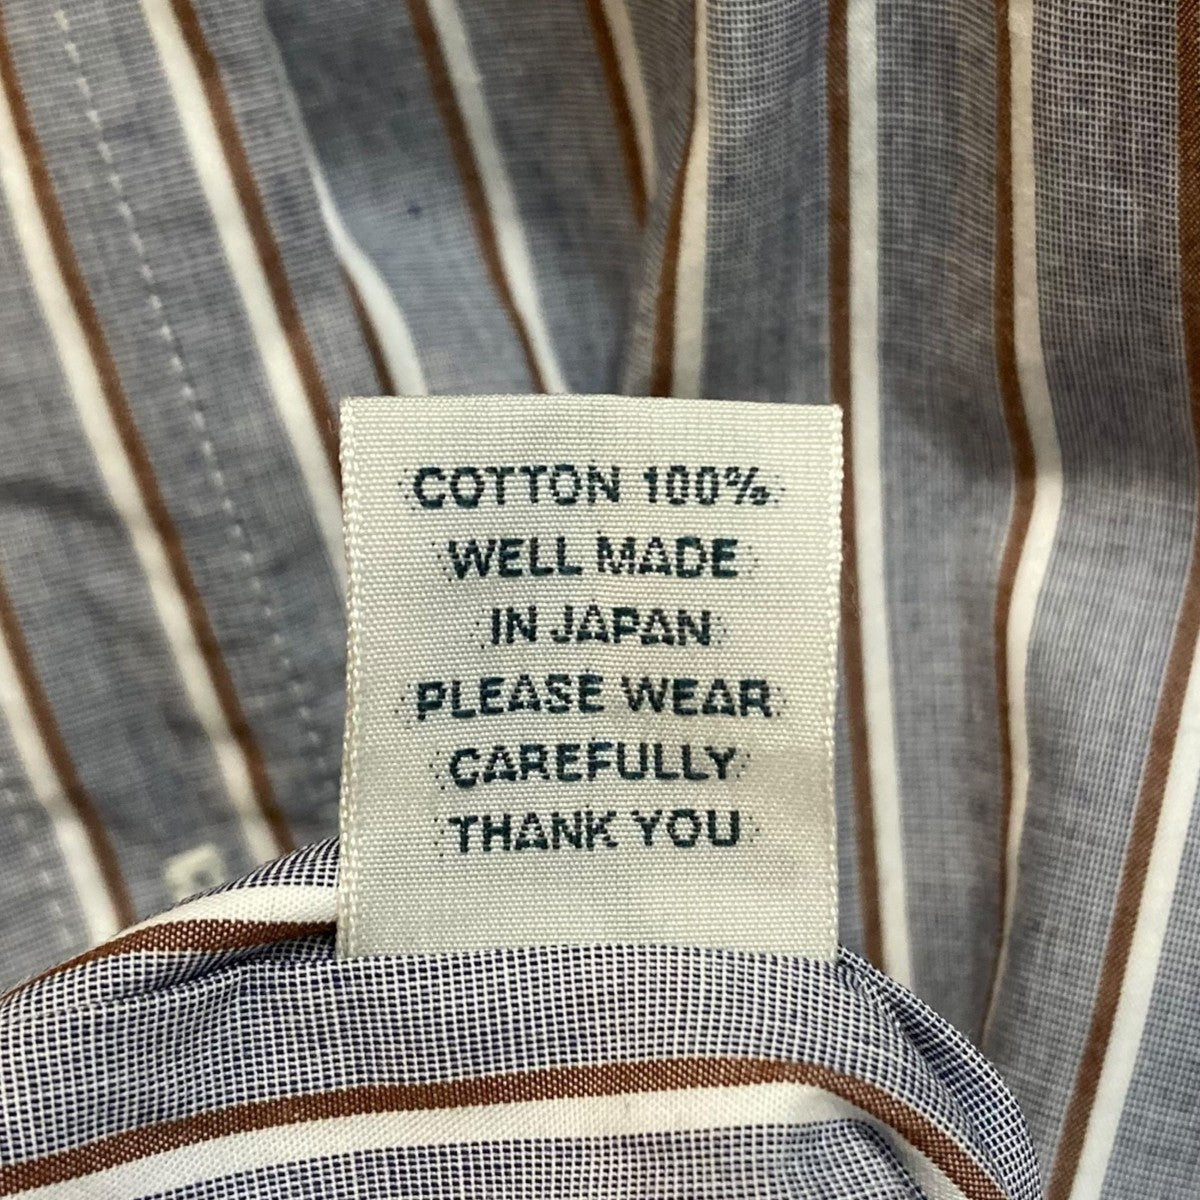 COTTON 100%
WELL MADE
IN JAPAN
PLEASE WEAR
CAREFULLY
THANK YOU